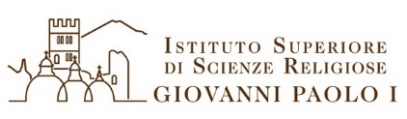 ISTITUTO SUPERIORE
DI SCIENZE RELIGIOSE
GIOVANNI PAOLO I